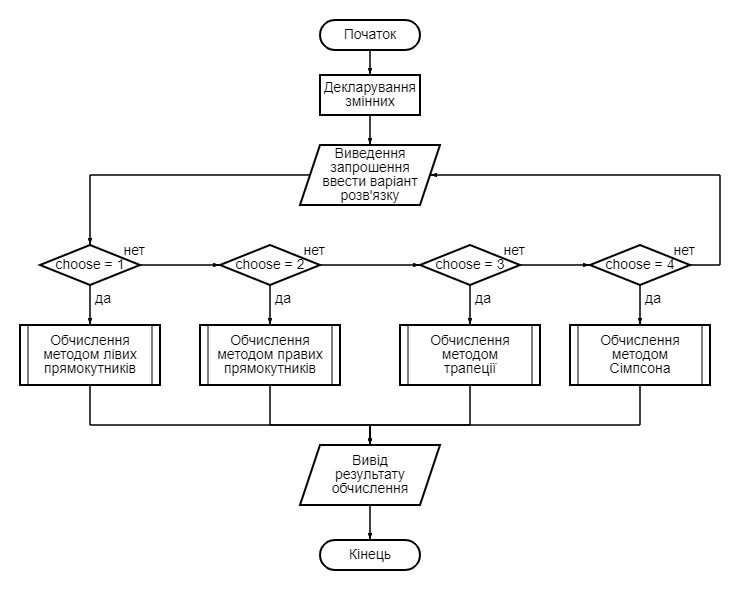 Початок
Декларування
змінних
Виведення
запрошення
ввести варіант
розв'язку
нет
нет
нет
нет
choose = 1
choose = 2
choose = 3
choose = 4
да
да
да
да
Обчислення
методом лівих
прямокутників
Обчислення
методом правих
прямокутників
Обчислення
методом
трапеції
Обчислення
методом
Сімпсона
Вивід
результату
обчислення
Кінець